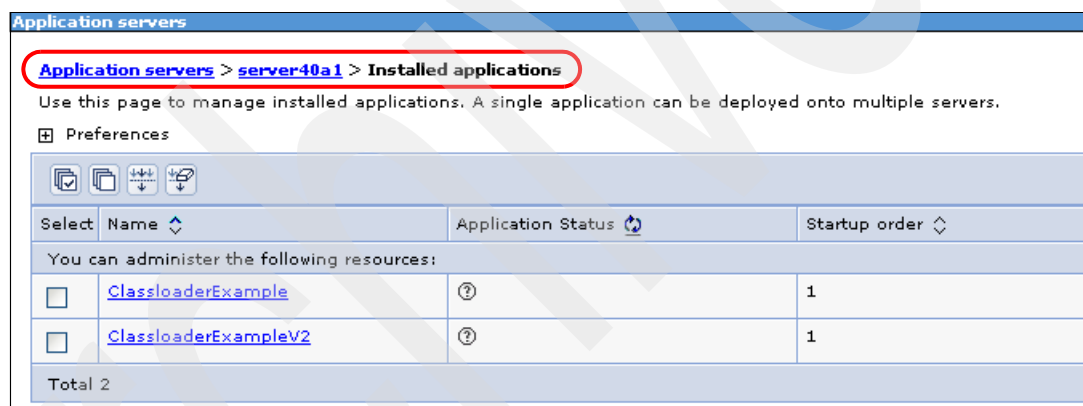 Application servers
Application servers > server40a1 > Installed applications
Use this page to manage installed applications. A single application can be deployed onto multiple servers.
Preferences
Select Name Application Status Startup order
You can administer the following resources:
ClassloaderExample 1
ClassloaderExampleV2 1
Total 2